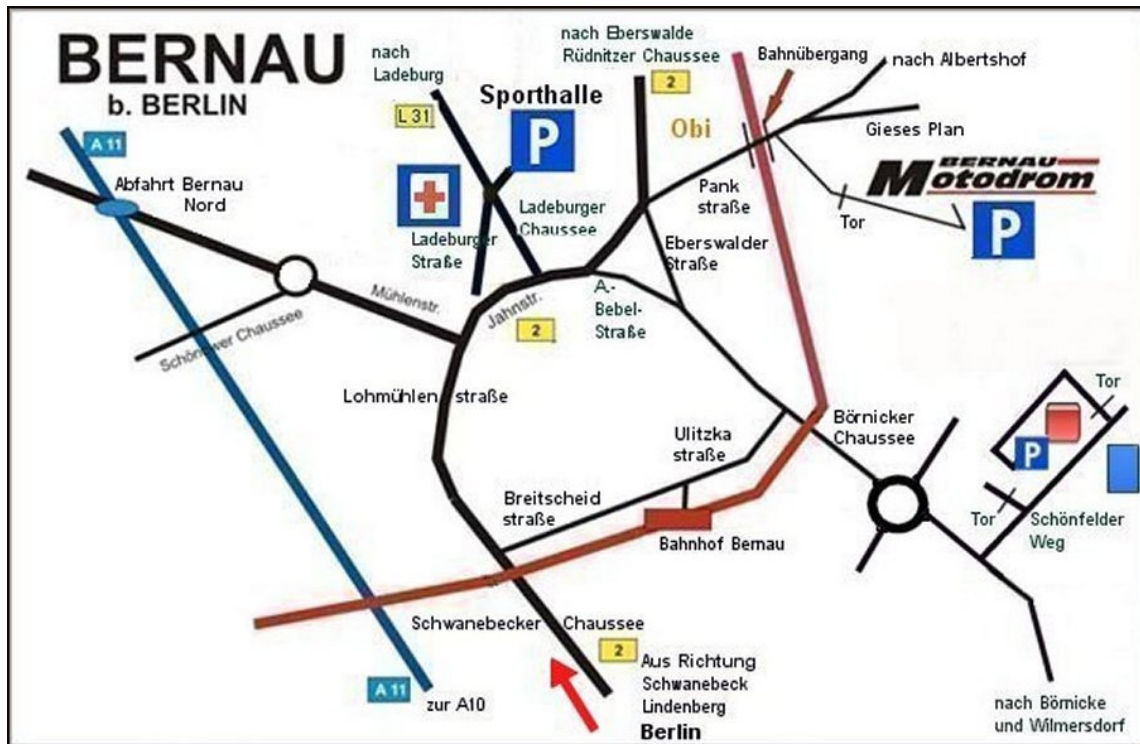 BERNAU
b. BERLIN
nach
Ladeburg
L 31
Sporthalle
P
nach Eberswalde
Rüdnitzer Chaussee
2
Bahnübergang
nach Albertshof
Obi
Gieses Plan
BERNAU
Motodrom
A 11
Abfahrt Bernau
Nord
Pank
straße
Tor
P
Ladeburger
Chaussee
Ladeburger
Straße
Eberswalder
Straße
A.-
Bebel-
Straße
Mühlenstr.
Jahnstr.
2
Schönower Chaussee
Lohmühlen straße
Tor
Börnicker
Chaussee
Ulitzka
straße
P
Breitscheid
straße
Tor
Schönfelder
Weg
Bahnhof Bernau
Schwanebecker Chaussee
2
Aus Richtung
Schwanebeck
Lindenberg
Berlin
A 11
zur A10
nach Börnicke
und Wilmersdorf